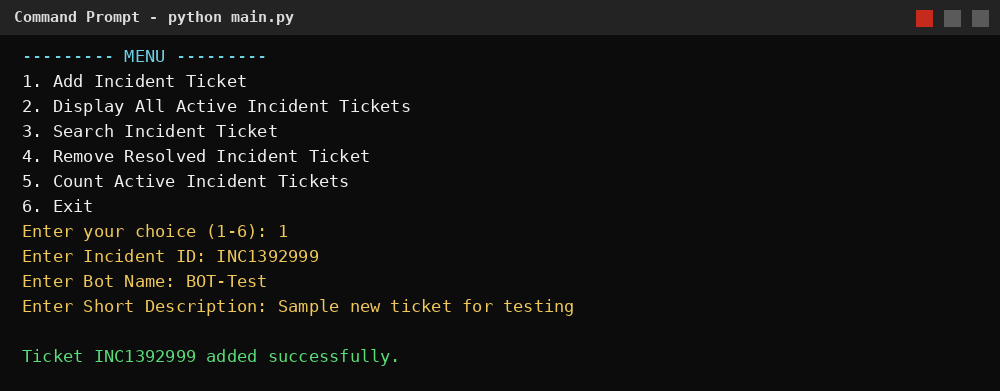 Command Prompt - python main.py
--------- MENU ---------
1. Add Incident Ticket
2. Display All Active Incident Tickets
3. Search Incident Ticket
4. Remove Resolved Incident Ticket
5. Count Active Incident Tickets
6. Exit
Enter your choice (1-6): 1
Enter Incident ID: INC1392999
Enter Bot Name: BOT-Test
Enter Short Description: Sample new ticket for testing
Ticket INC1392999 added successfully.